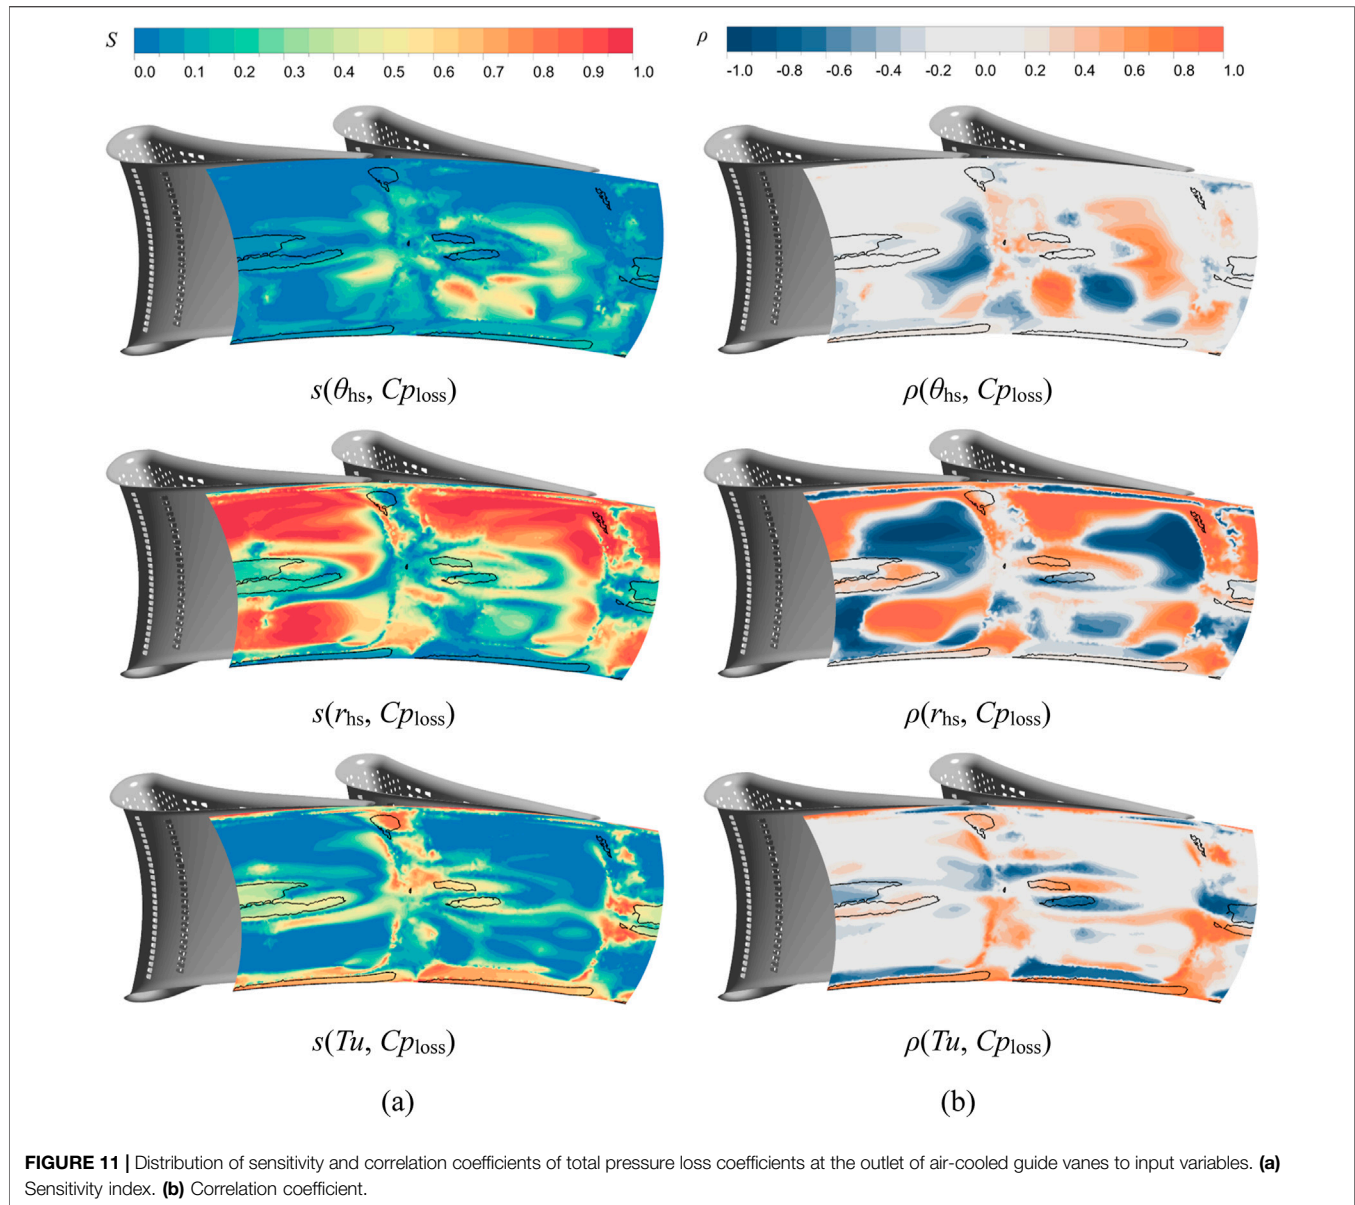 S
0.0 0.1 0.2 0.3 0.4 0.5 0.6 0.7 0.8 0.9 1.0
ρ
-1.0 -0.8 -0.6 -0.4 -0.2 0.0 0.2 0.4 0.6 0.8 1.0
s(θhs, Cploss)
ρ(θhs, Cploss)
s(rhs, Cploss)
ρ(rhs, Cploss)
s(Tu, Cploss)
ρ(Tu, Cploss)
(a)
(b)
FIGURE 11 | Distribution of sensitivity and correlation coefficients of total pressure loss coefficients at the outlet of air-cooled guide vanes to input variables. (a)
Sensitivity index. (b) Correlation coefficient.